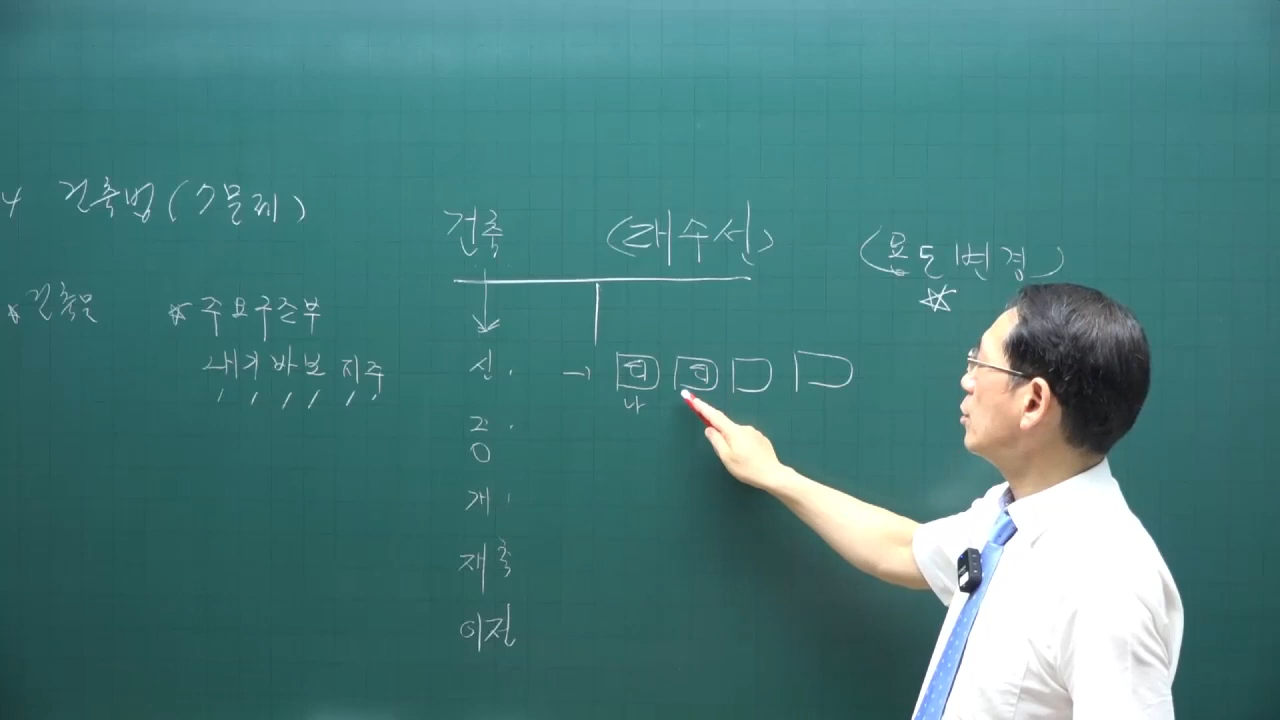 4 건축법 (7문제)
건축 (대수선) (용도변경)
☆
* 건축물 * 주요구조부
내기바보지주
신.
→
나
증.
개.
재축
이전